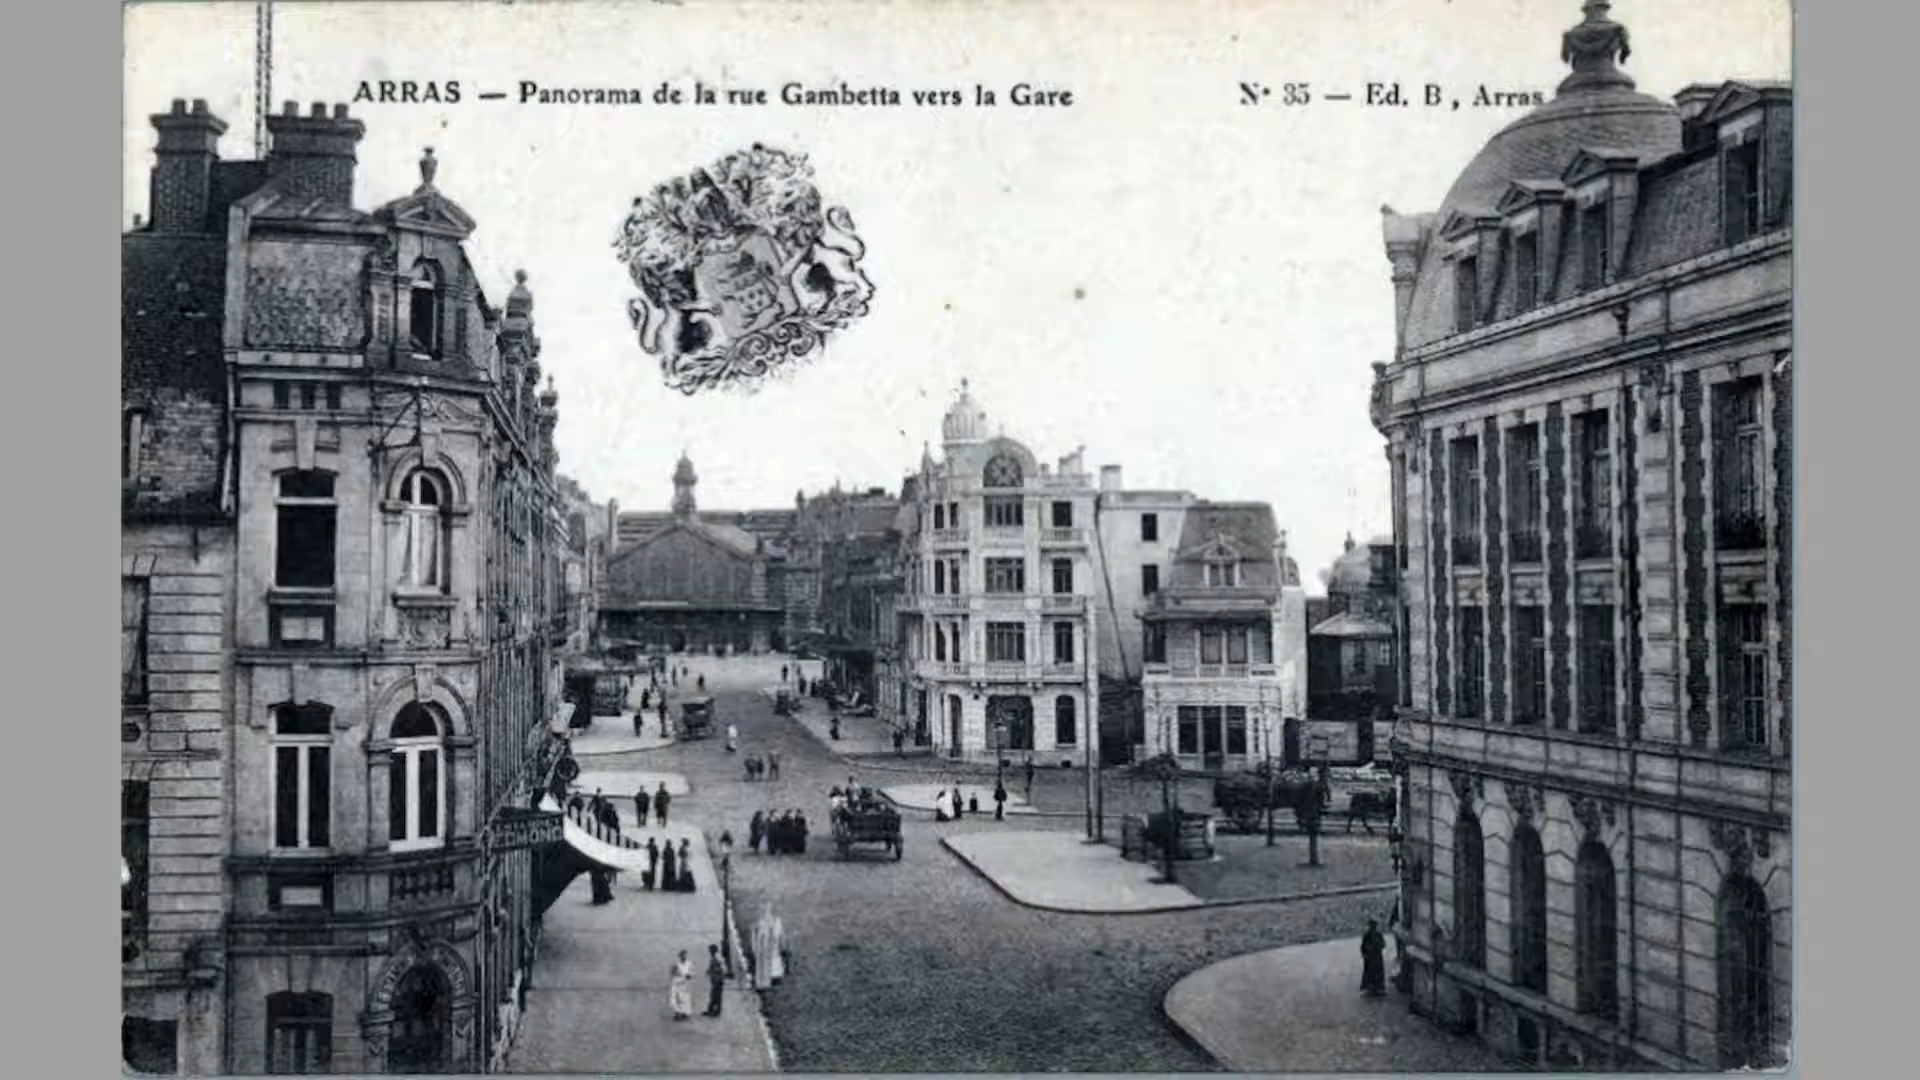 ARRAS — Panorama de la rue Gambetta vers la Gare
N° 35 — Ed. B, Arras